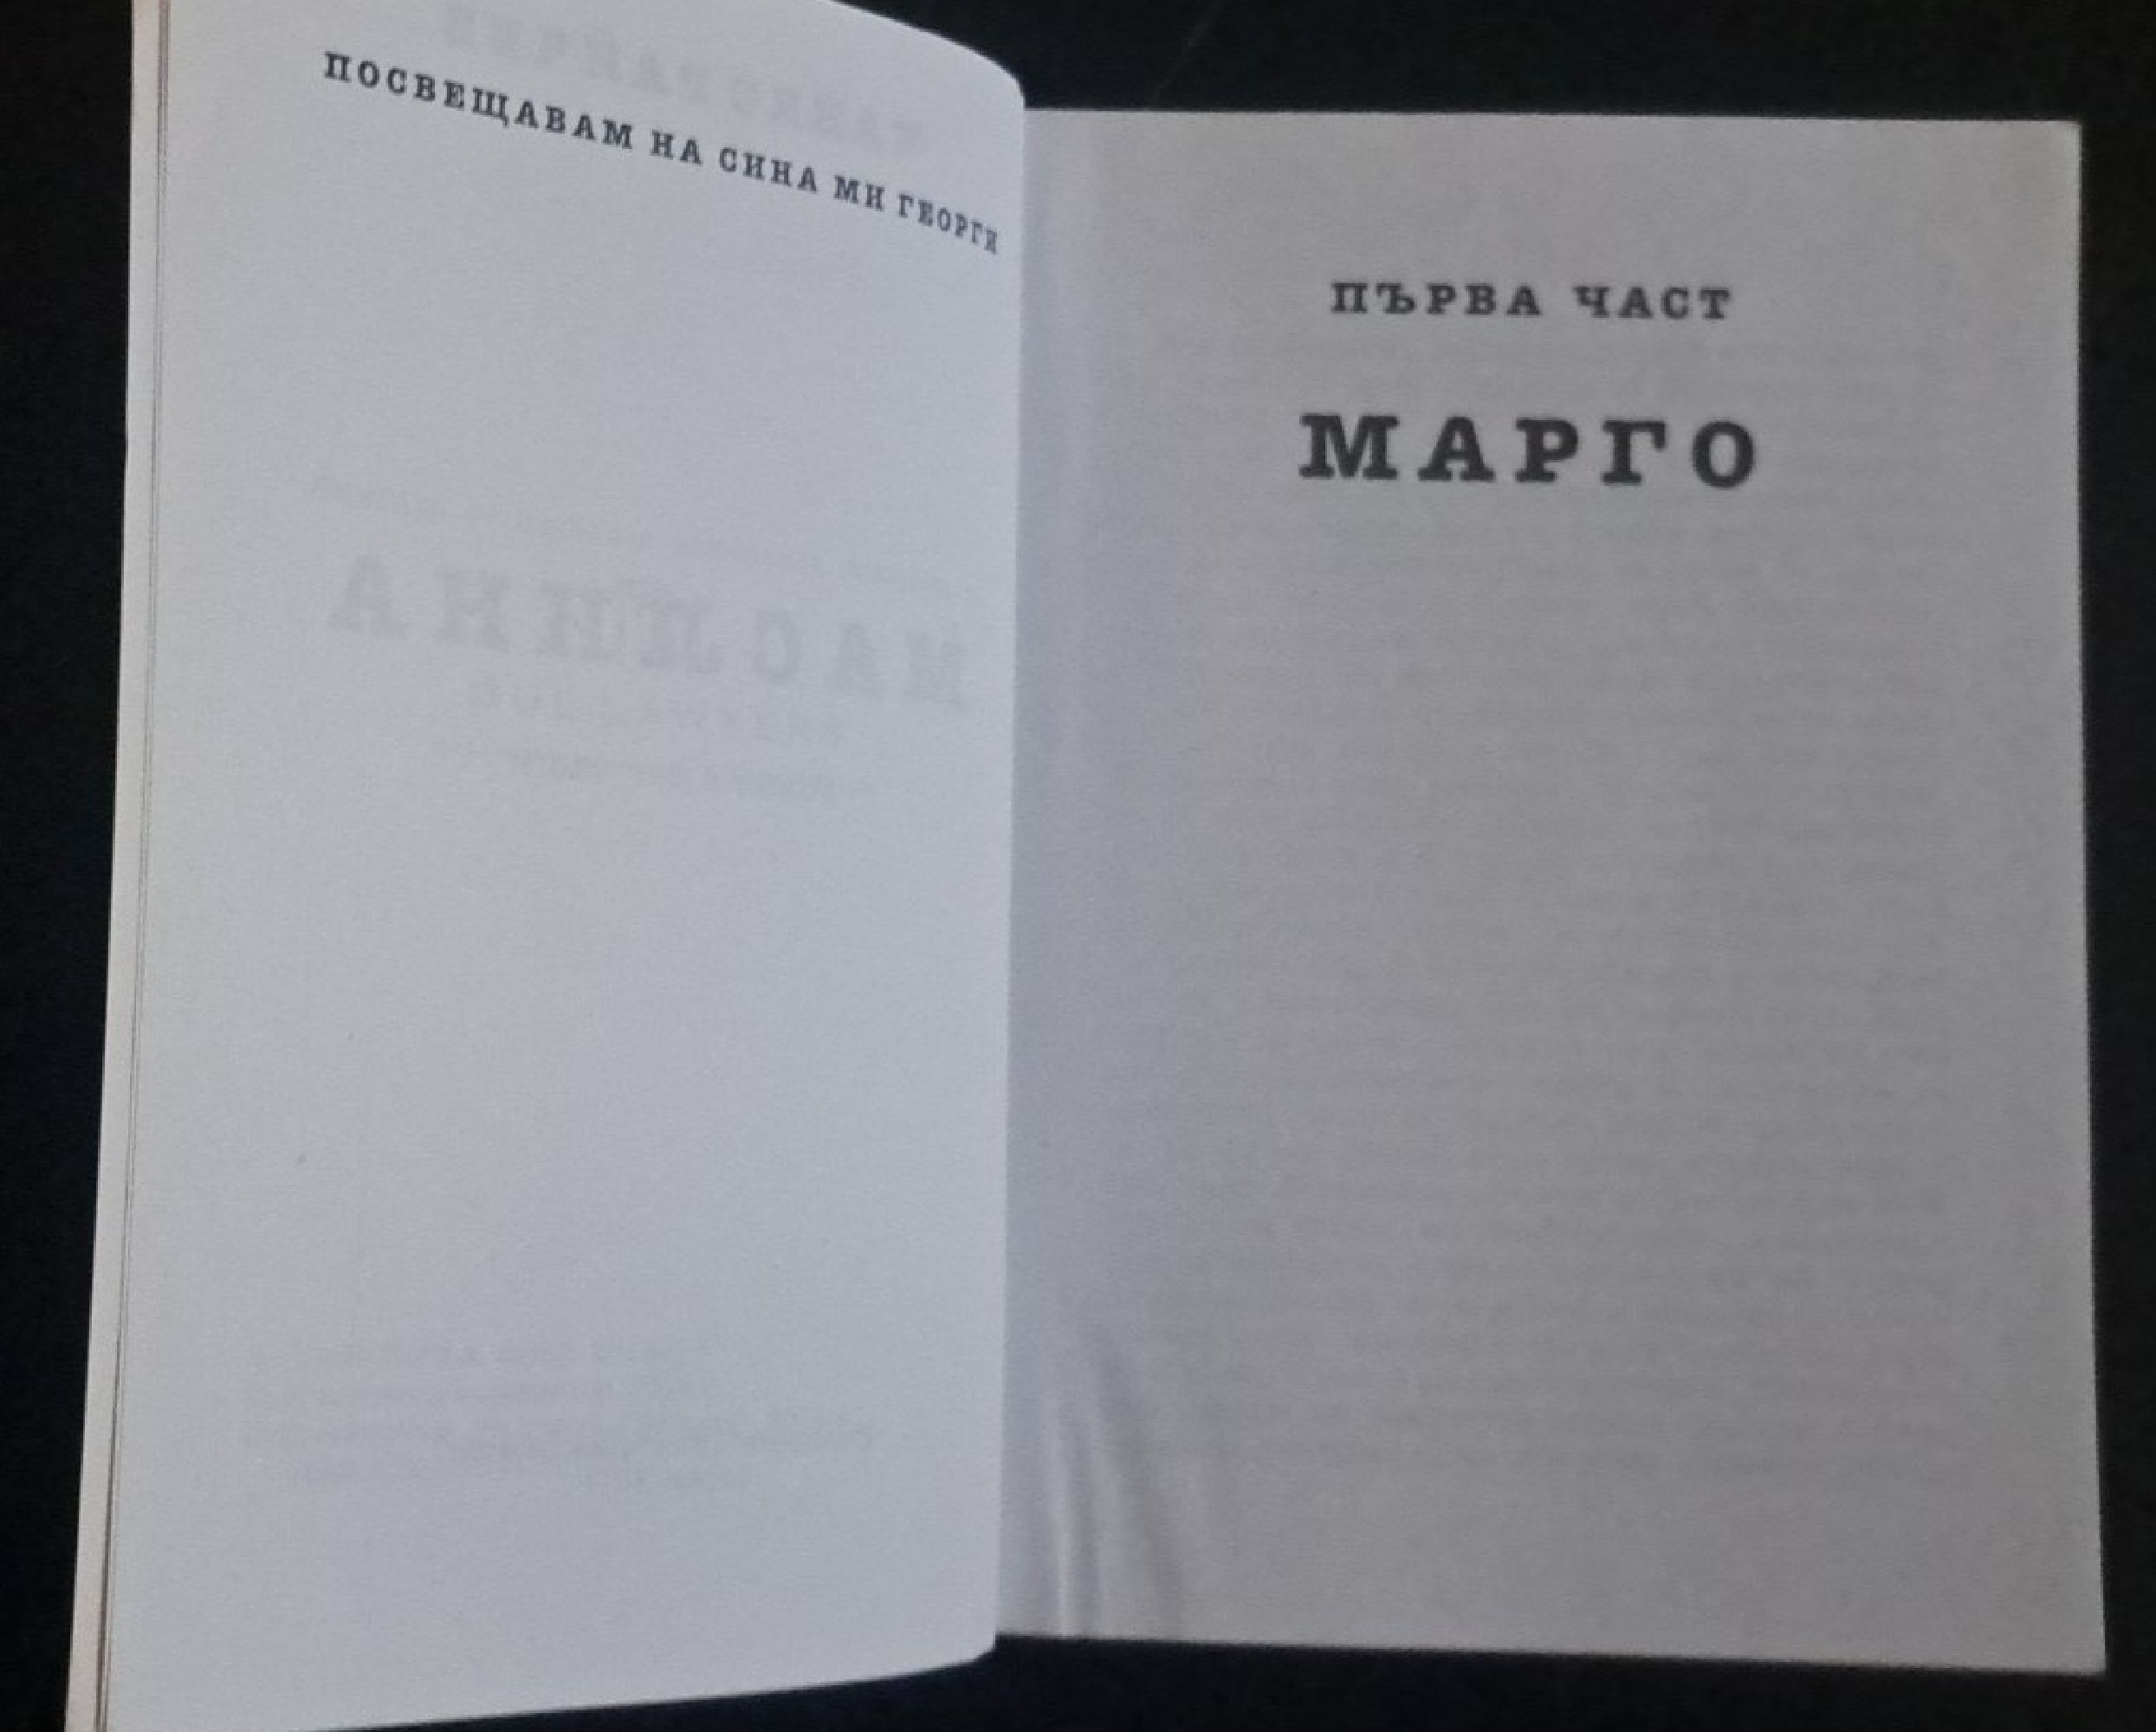 ПОСВЕЩАВАМ НА СИНА МИ ГЕОРГИ
ПЪРВА ЧАСТ
МАРГО